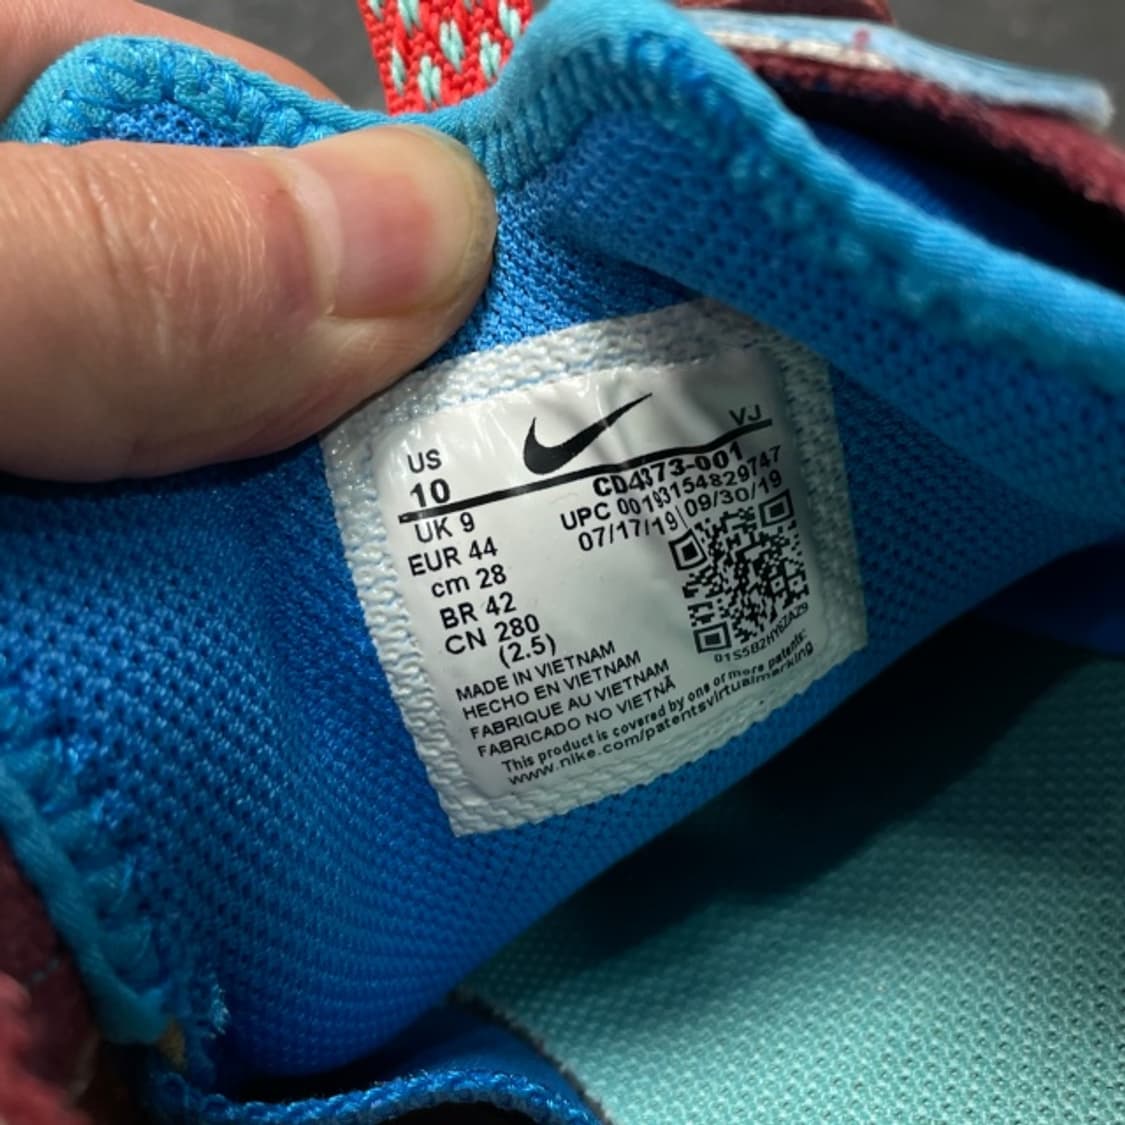 VJ
US
10
CD4373-001
UPC 00193154829747
07/17/19 09/30/19
UK 9
EUR 44
cm 28
BR 42
CN 280
(2.5)
01S5B2HY6ZAZ9
MADE IN VIETNAM
HECHO EN VIETNAM
FABRIQUE AU VIETNAM
FABRICADO NO VIETNÃ
This product is covered by one or more patents:
www.nike.com/patentsvirtualmarking